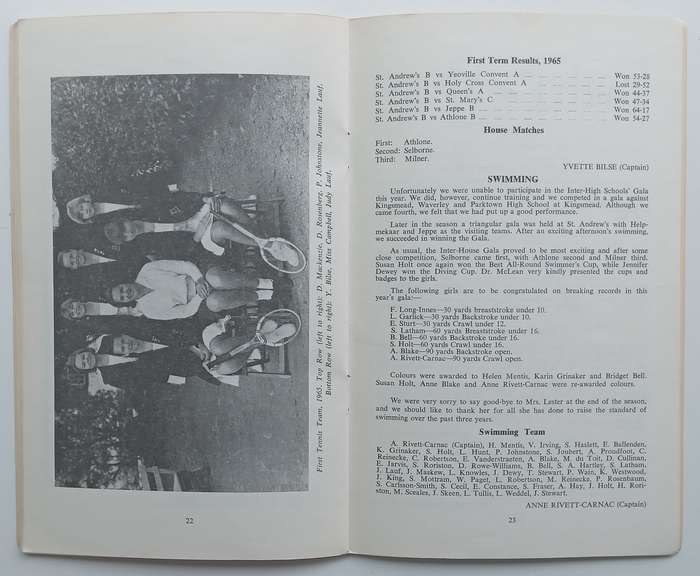 First Tennis Team, 1965. Top Row (left to right): D. Mackenzie, D. Rosenberg, P. Johnstone, Jeannette Lauf,
Bottom Row (left to right): Y. Bilse, Miss Campbell, Judy Lauf.
22
First Term Results, 1965
St. Andrew's B vs Yeoville Convent A Won 53-28
St. Andrew's B vs Holy Cross Convent A Lost 29-52
St. Andrew's B vs Queen's A Won 44-37
St. Andrew's B vs St. Mary's C Won 47-34
St. Andrew's B vs Jeppe B Won 64-17
St. Andrew's B vs Athlone B Won 54-27
House Matches
First: Athlone.
Second: Selborne.
Third: Milner.
YVETTE BILSE (Captain)
SWIMMING
Unfortunately we were unable to participate in the Inter-High Schools' Gala
this year. We did, however, continue training and we competed in a gala against
Kingsmead, Waverley and Parktown High School at Kingsmead. Although we
came fourth, we felt that we had put up a good performance.
Later in the season a triangular gala was held at St. Andrew's with Help-
mekaar and Jeppe as the visiting teams. After an exciting afternoon's swimming,
we succeeded in winning the Gala.
As usual, the Inter-House Gala proved to be most exciting and after some
close competition, Selborne came first, with Athlone second and Milner third.
Susan Holt once again won the Best All-Round Swimmer's Cup, while Jennifer
Dewey won the Diving Cup. Dr. McLean very kindly presented the cups and
badges to the girls.
The following girls are to be congratulated on breaking records in this
year's gala:—
F. Long-Innes—30 yards breaststroke under 10.
L. Garlick—30 yards Backstroke under 10.
E. Sturt—30 yards Crawl under 12.
S. Latham—60 yards Breaststroke under 16.
B. Bell—60 yards Backstroke under 16.
S. Holt—60 yards Crawl under 16.
A. Blake—90 yards Backstroke open.
A. Rivett-Carnac—90 yards Crawl open.
Colours were awarded to Helen Mentis, Karin Grinaker and Bridget Bell.
Susan Holt, Anne Blake and Anne Rivett-Carnac were re-awarded colours.
We were very sorry to say good-bye to Mrs. Lester at the end of the season,
and we should like to thank her for all she has done to raise the standard of
swimming over the past three years.
Swimming Team
A. Rivett-Carnac (Captain), H. Mentis, V. Irving, S. Haslett, E. Ballenden,
K. Grinaker, S. Holt, L. Hunt, P. Johnstone, S. Joubert, A. Proudfoot, C.
Reinecke, C. Robertson, E. Vanderstraeten, A. Blake, M. du Toit, D. Cullinan,
E. Jarvis, S. Roriston, D. Rowe-Williams, B. Bell, S. A. Hartley, S. Latham,
J. Lauf, J. Maskew, L. Knowles, J. Dewy, T. Stewart, P. Wain, K. Westwood,
J. King, S. Mottram, W. Paget, L. Robertson, M. Reinecke, P. Rosenbaum,
S. Carlsson-Smith, S. Cecil, E. Constance, S. Fraser, A. Hay, J. Holt, H. Rori-
ston, M. Sceales, J. Skeen, L. Tullis, L. Weddel, J. Stewart.
ANNE RIVETT-CARNAC (Captain)
23